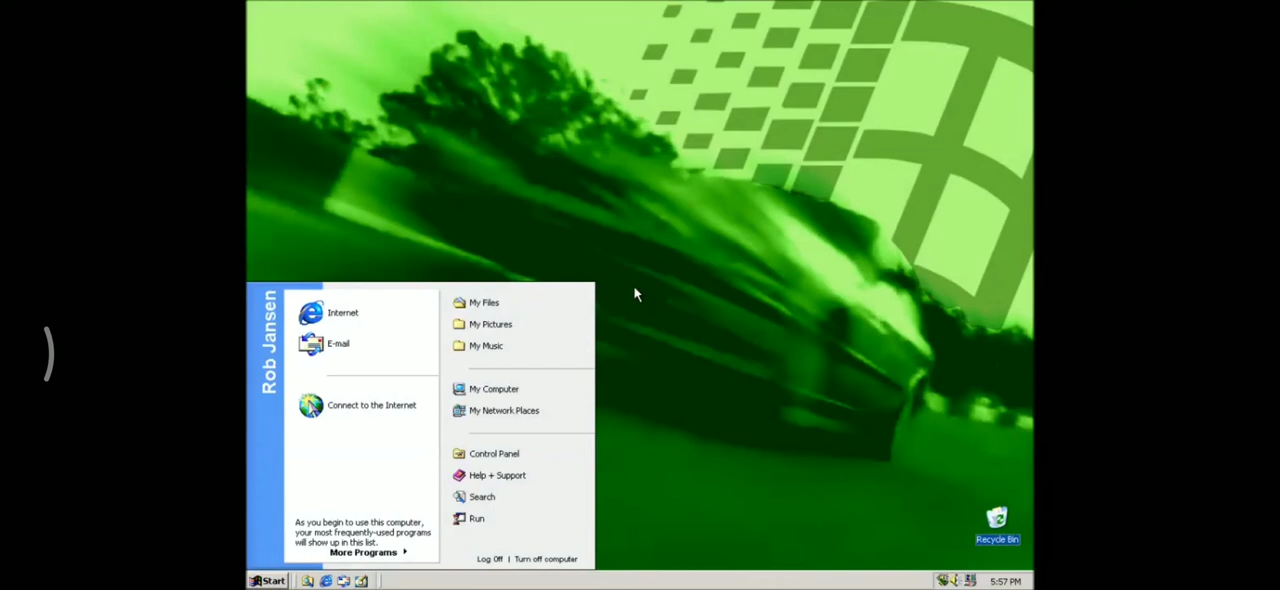 Rob Jansen
Internet
E-mail
Connect to the Internet
As you begin to use this computer,
your most frequently-used programs
will show up in this list.
More Programs
My Files
My Pictures
My Music
My Computer
My Network Places
Control Panel
Help + Support
Search
Run
Log Off | Turn off computer
Recycle Bin
Start
5:57 PM